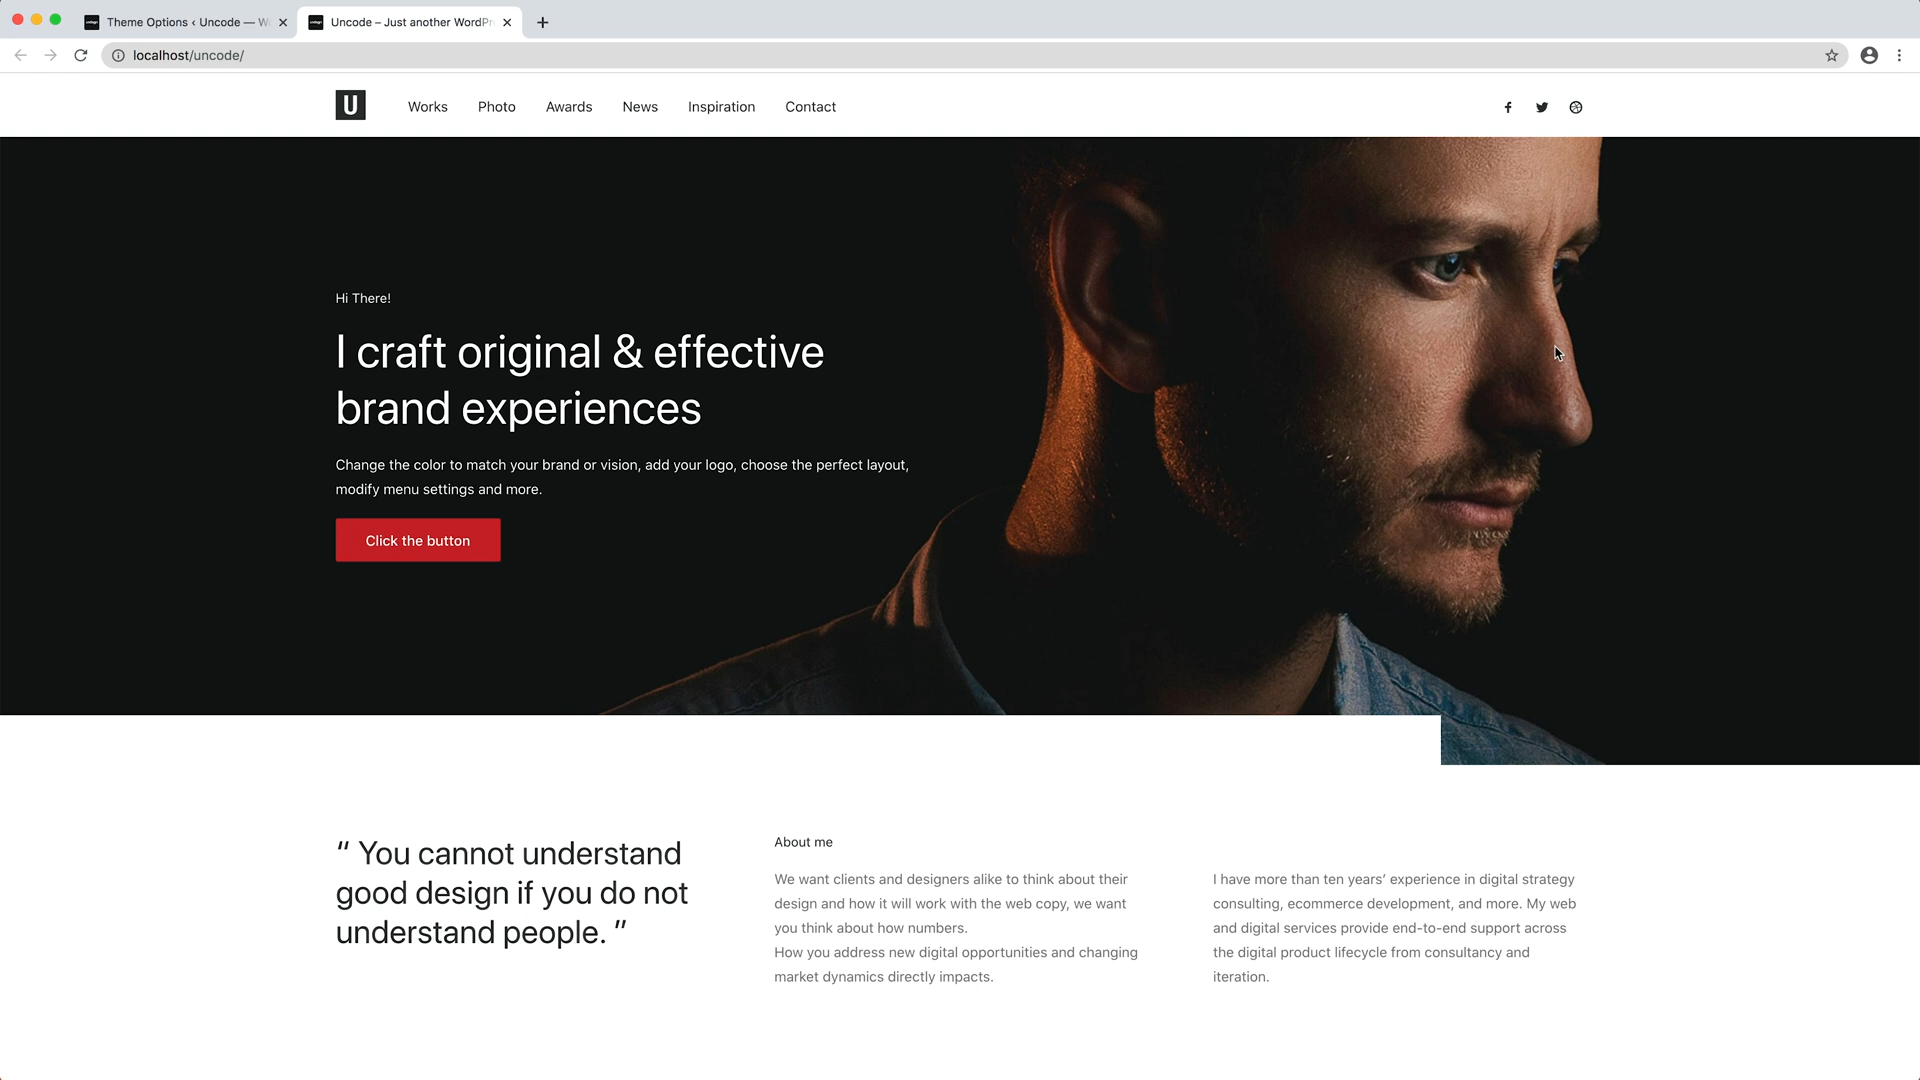 Theme Options ‹ Uncode — W
Uncode – Just another WordPr
localhost/uncode/
U
Works
Photo
Awards
News
Inspiration
Contact
Hi There!
I craft original & effective
brand experiences
Change the color to match your brand or vision, add your logo, choose the perfect layout,
modify menu settings and more.
Click the button
“ You cannot understand
good design if you do not
understand people. ”
About me
We want clients and designers alike to think about their
design and how it will work with the web copy, we want
you think about how numbers.
How you address new digital opportunities and changing
market dynamics directly impacts.
I have more than ten years’ experience in digital strategy
consulting, ecommerce development, and more. My web
and digital services provide end-to-end support across
the digital product lifecycle from consultancy and
iteration.